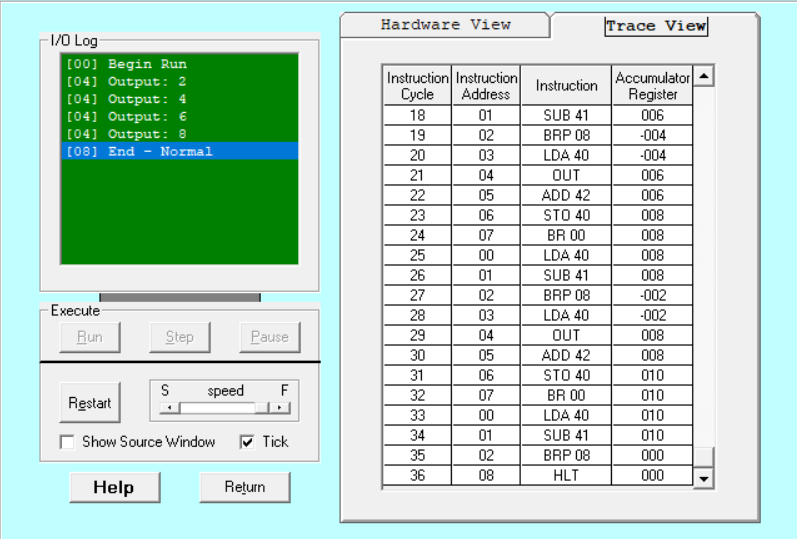 Hardware View
Trace View
I/O Log
[00] Begin Run
[04] Output: 2
[04] Output: 4
[04] Output: 6
[04] Output: 8
[08] End - Normal
Execute
Run Step Pause
Restart
S speed F
Show Source Window Tick
Help Return
Instruction Cycle Instruction Address Instruction Accumulator Register
18 01 SUB 41 006
19 02 BRP 08 -004
20 03 LDA 40 -004
21 04 OUT 006
22 05 ADD 42 006
23 06 STO 40 008
24 07 BR 00 008
25 00 LDA 40 008
26 01 SUB 41 008
27 02 BRP 08 -002
28 03 LDA 40 -002
29 04 OUT 008
30 05 ADD 42 008
31 06 STO 40 010
32 07 BR 00 010
33 00 LDA 40 010
34 01 SUB 41 010
35 02 BRP 08 000
36 08 HLT 000